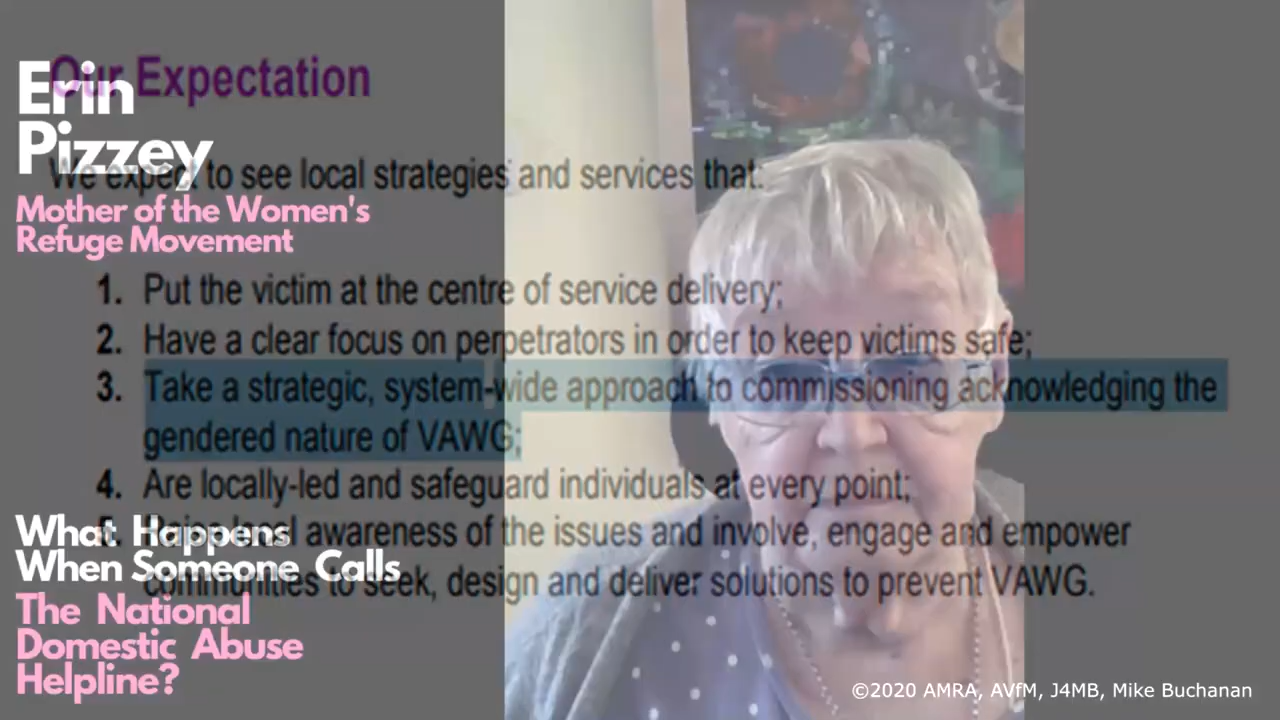 Our Expectation
Erin
Pizzey
We expect to see local strategies and services that:
Mother of the Women's
Refuge Movement
1. Put the victim at the centre of service delivery;
2. Have a clear focus on perpetrators in order to keep victims safe;
3. Take a strategic, system-wide approach to commissioning acknowledging the
gendered nature of VAWG;
4. Are locally-led and safeguard individuals at every point;
What Happens
5. awareness of the issues and involve, engage and empower
When Someone Calls
communities to seek, design and deliver solutions to prevent VAWG.
The National
Domestic Abuse
Helpline?
©2020 AMRA, AVfM, J4MB, Mike Buchanan